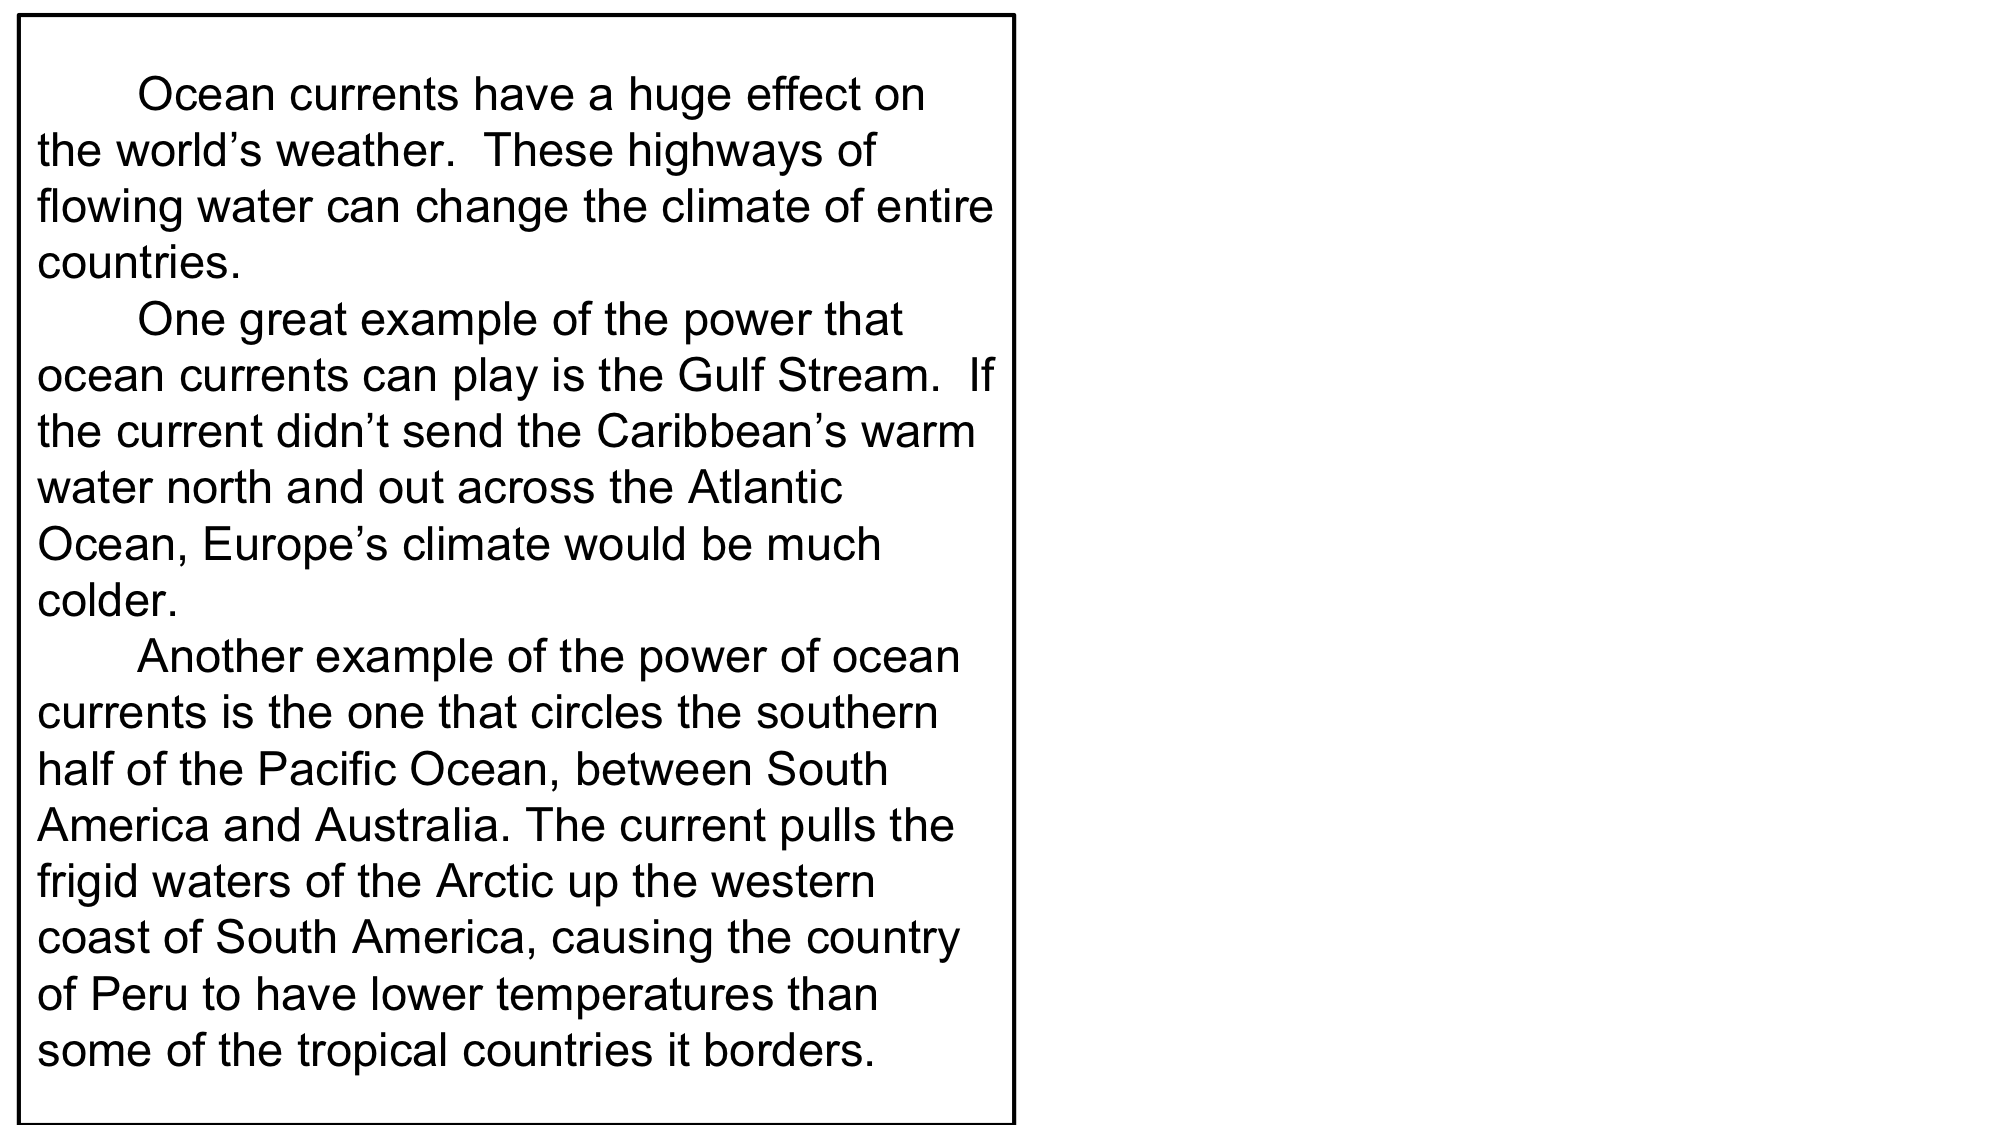 Ocean currents have a huge effect on
the world’s weather.  These highways of
flowing water can change the climate of entire
countries.
One great example of the power that
ocean currents can play is the Gulf Stream.  If
the current didn’t send the Caribbean’s warm
water north and out across the Atlantic
Ocean, Europe’s climate would be much
colder.
Another example of the power of ocean
currents is the one that circles the southern
half of the Pacific Ocean, between South
America and Australia. The current pulls the
frigid waters of the Arctic up the western
coast of South America, causing the country
of Peru to have lower temperatures than
some of the tropical countries it borders.